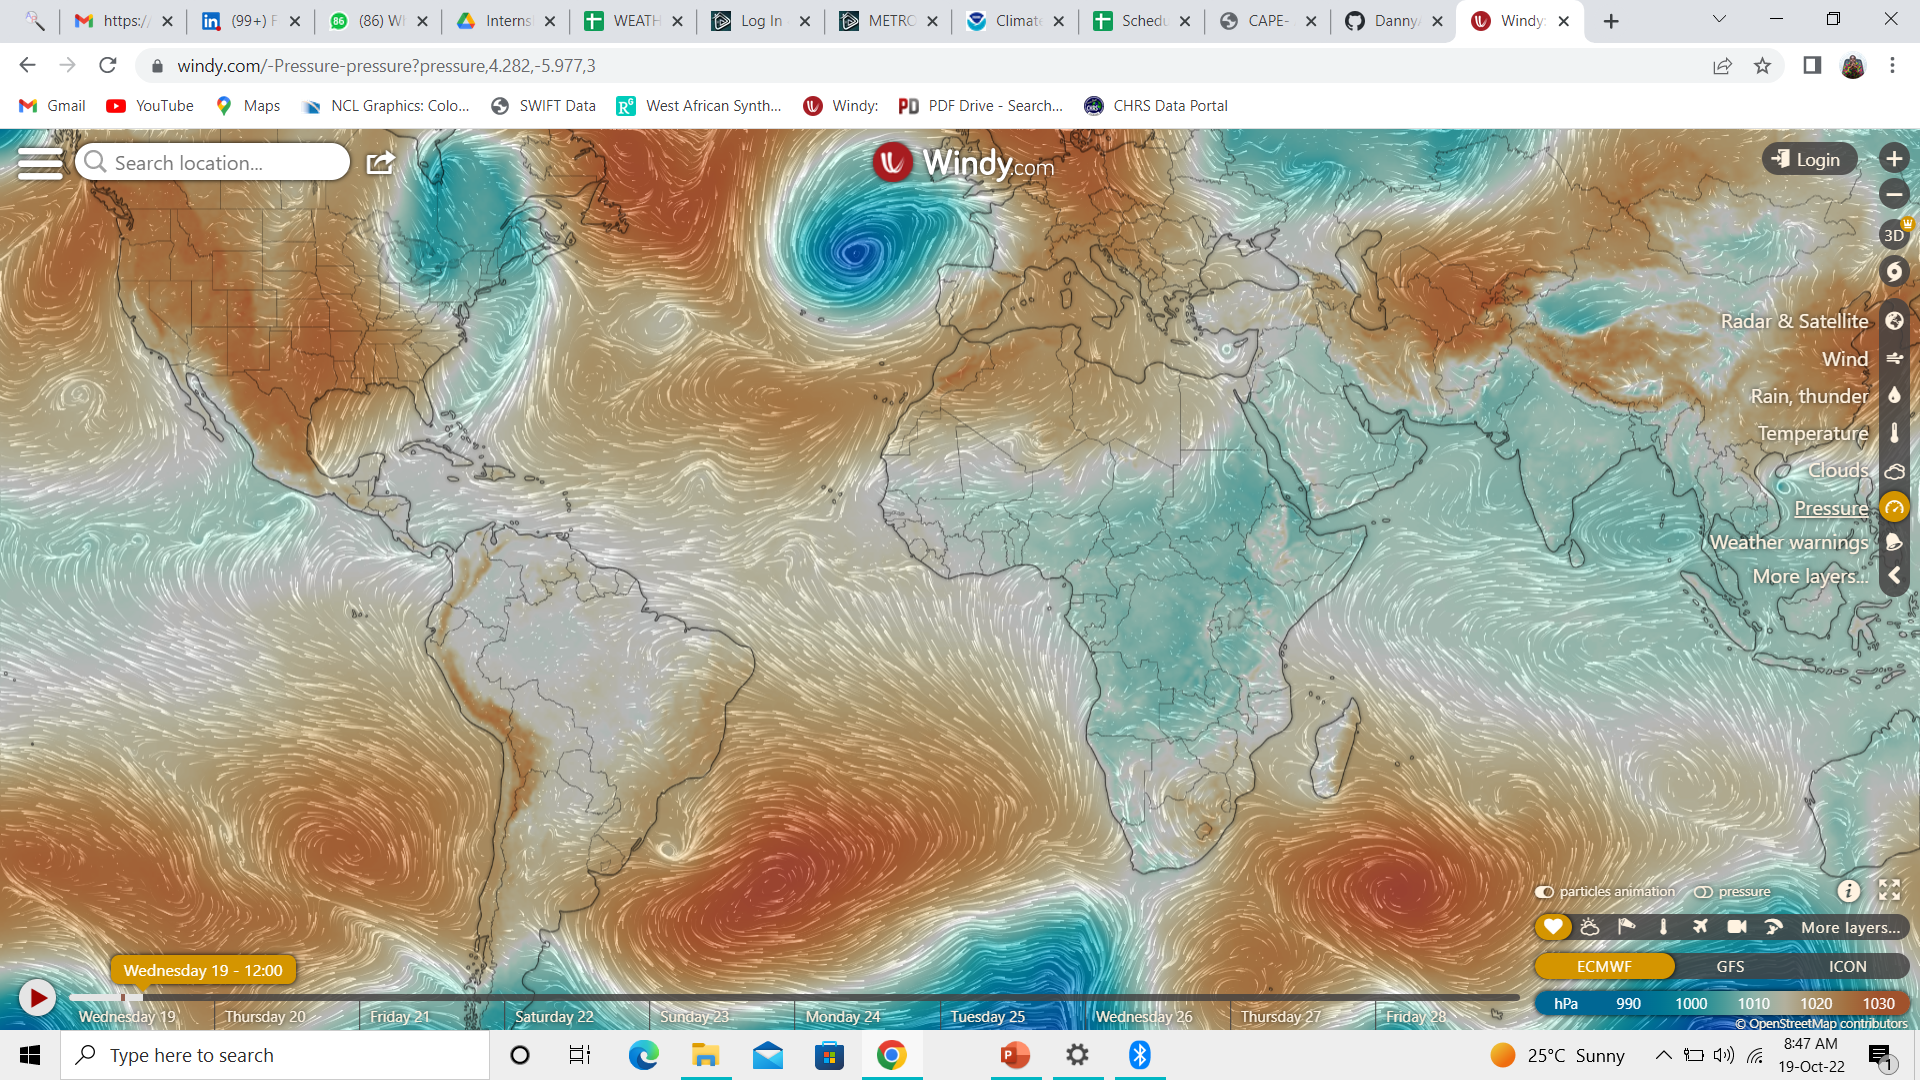 https:/
(99+) F
(86) Wh
Interns
WEATH
Log In
METRO
Climate
Schedu
CAPE-
Danny
Windy:
windy.com/-Pressure-pressure?pressure,4.282,-5.977,3
Gmail
YouTube
Maps
NCL Graphics: Colo...
SWIFT Data
West African Synth...
Windy:
PDF Drive - Search...
CHRS Data Portal
Search location...
Windy.com
Login
3D
Radar & Satellite
Wind
Rain, thunder
Temperature
Clouds
Pressure
Weather warnings
More layers...
particles animation
pressure
More layers...
ECMWF GFS ICON
hPa 990 1000 1010 1020 1030
© OpenStreetMap contributors
Wednesday 19 - 12:00
Wednesday 19
Thursday 20
Friday 21
Saturday 22
Sunday 23
Monday 24
Tuesday 25
Wednesday 26
Thursday 27
Friday 28
Type here to search
25°C Sunny
8:47 AM
19-Oct-22
1